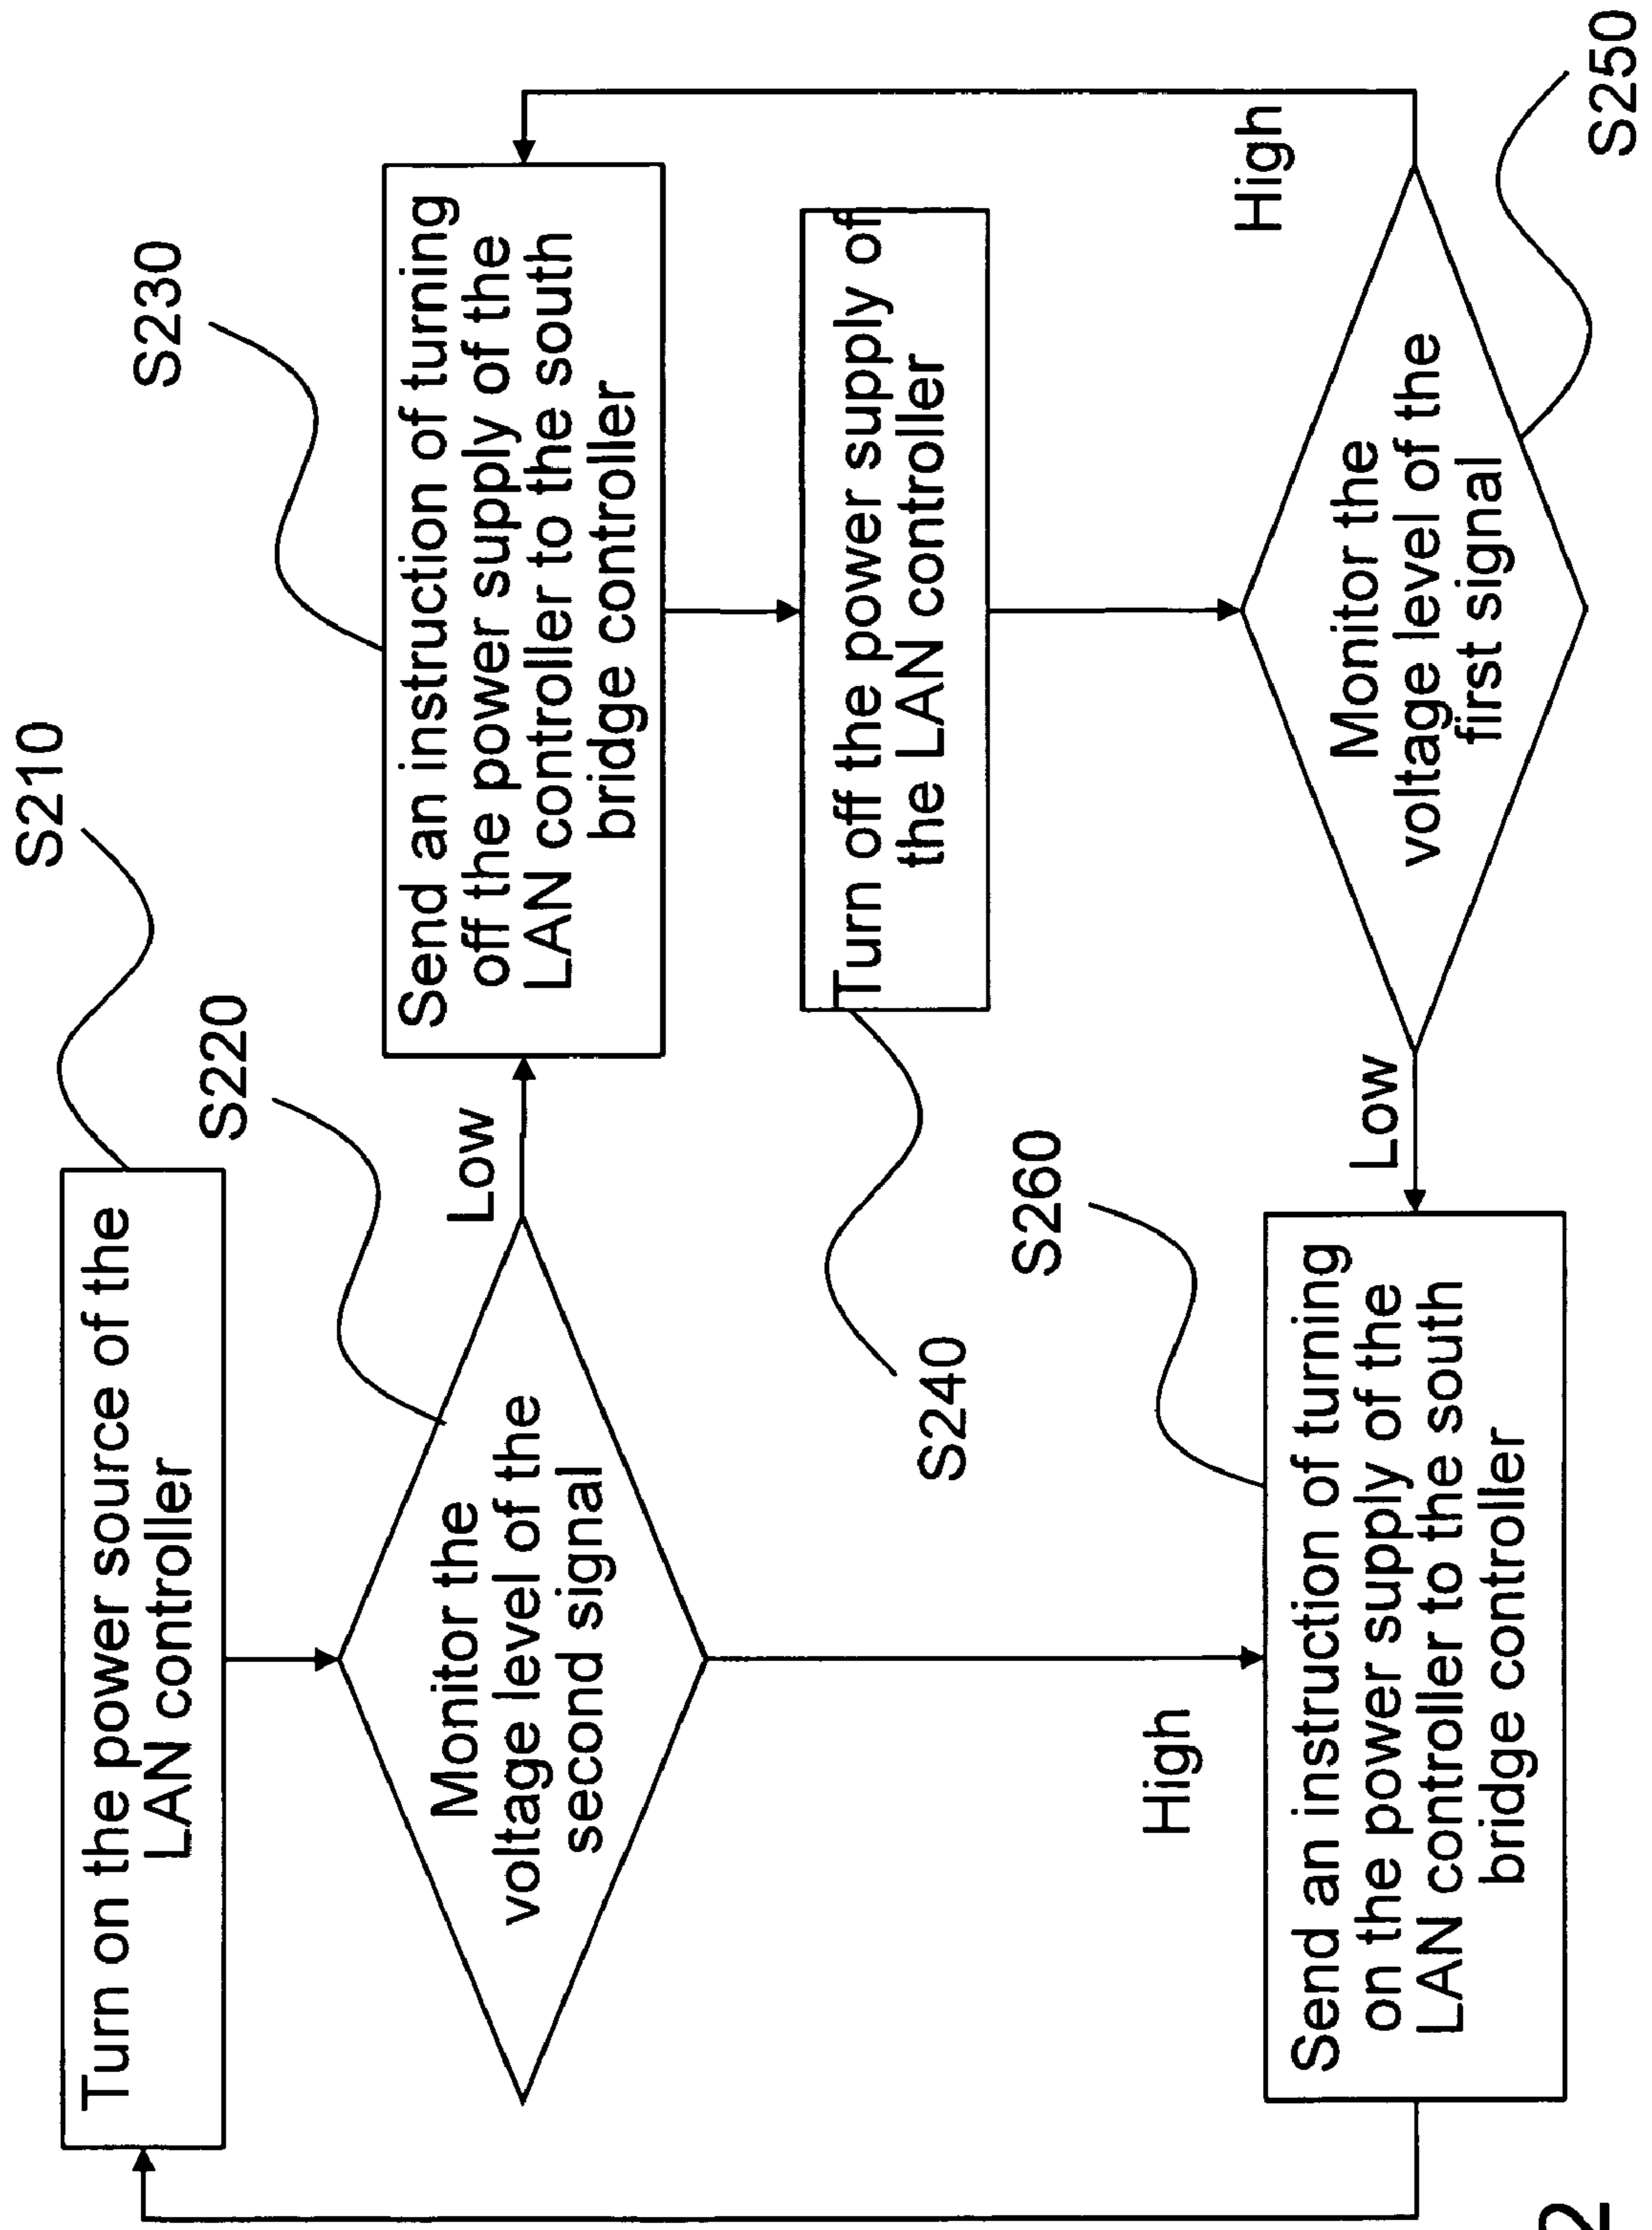 S210
Turn on the power source of the
LAN controller
S220
Monitor the
voltage level of the
second signal
Low
High
S230
Send an instruction of turning
off the power supply of the
LAN controller to the south
bridge controller
S240
Turn off the power supply of
the LAN controller
S250
Monitor the
voltage level of the
first signal
High
Low
S260
Send an instruction of turning
on the power supply of the
LAN controller to the south
bridge controller
2